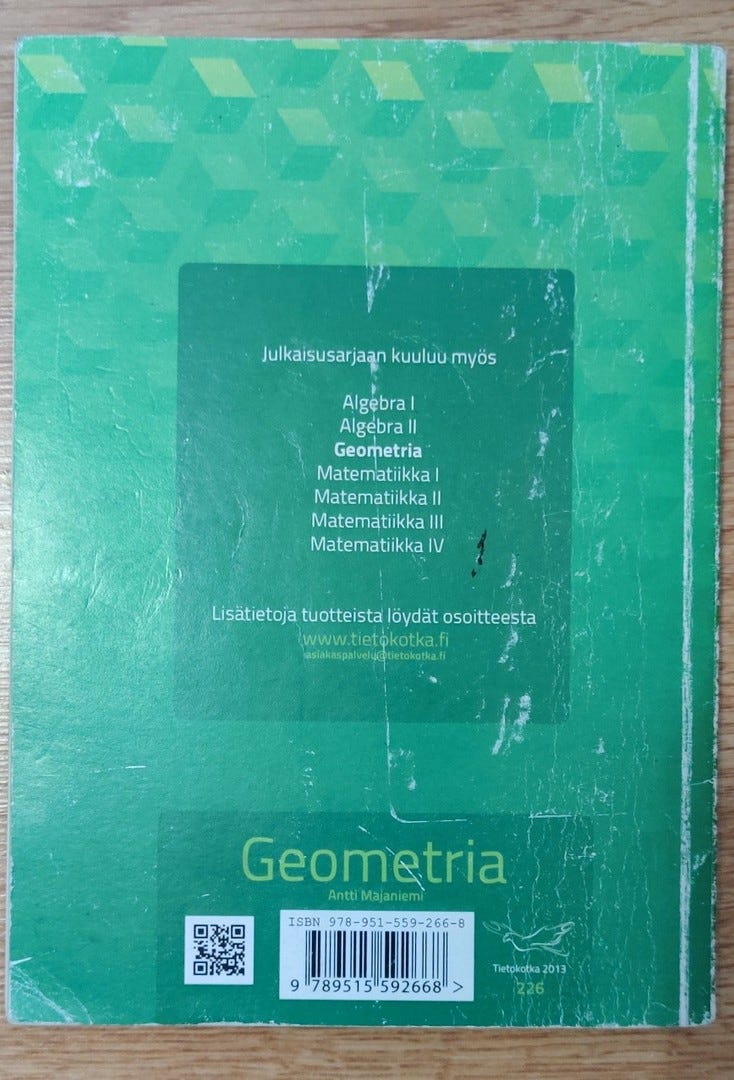 Julkaisusarjaan kuuluu myös
Algebra I
Algebra II
Geometria
Matematiikka I
Matematiikka II
Matematiikka III
Matematiikka IV
Lisätietoja tuotteista löydät osoitteesta
www.tietokotka.fi
asiakaspalvelu@tietokotka.fi
Geometria
Antti Majaniemi
ISBN 978-951-559-266-8
9 789515 592668 >
Tietokotka 2013
226